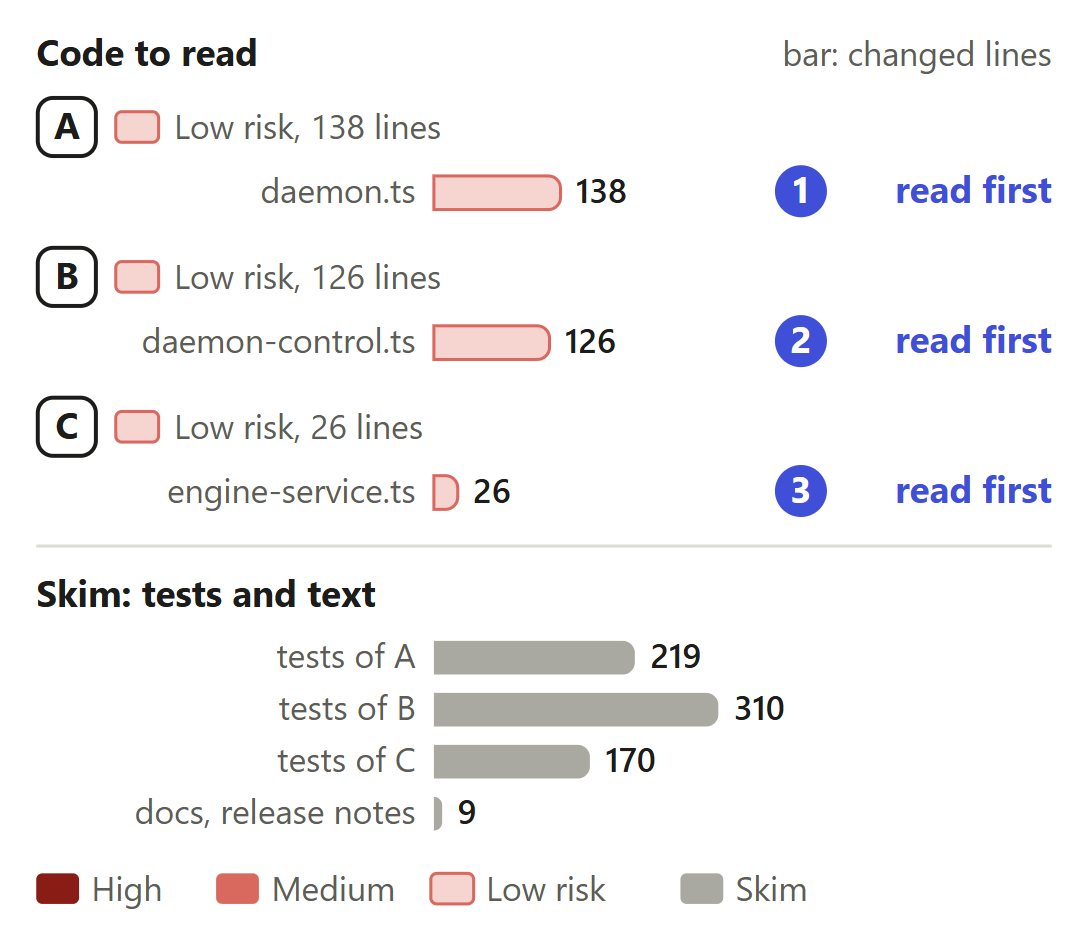 Code to read bar: changed lines
A Low risk, 138 lines
daemon.ts 138 1 read first
B Low risk, 126 lines
daemon-control.ts 126 2 read first
C Low risk, 26 lines
engine-service.ts 26 3 read first
Skim: tests and text
tests of A 219
tests of B 310
tests of C 170
docs, release notes 9
High Medium Low risk Skim